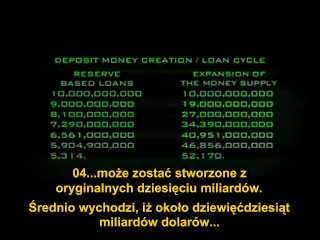 DEPOSIT MONEY CREATION / LOAN CYCLE
RESERVE BASED LOANS EXPANSION OF THE MONEY SUPPLY
10,000,000,000 10,000,000,000
9,000,000,000 19,000,000,000
8,100,000,000 27,000,000,000
7,290,000,000 34,390,000,000
6,561,000,000 40,951,000,000
5,904,900,000 46,856,000,000
5,314. 52,170.
04...może zostać stworzone z
oryginalnych dziesięciu miliardów.
Średnio wychodzi, iż około dziewięćdziesiąt
miliardów dolarów...